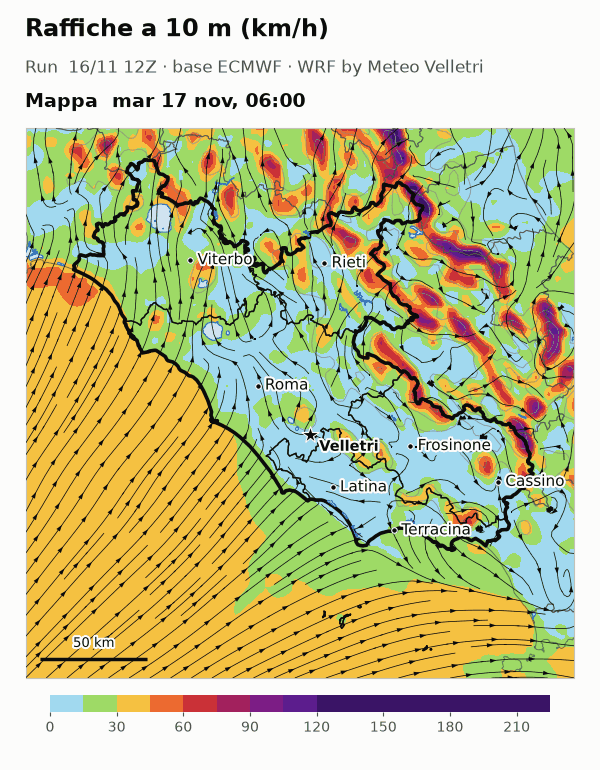 Raffiche a 10 m (km/h)
Run 16/11 12Z · base ECMWF · WRF by Meteo Velletri
Mappa mar 17 nov, 06:00
Viterbo
Rieti
Roma
Velletri
Frosinone
Latina
Cassino
Terracina
50 km
0 30 60 90 120 150 180 210